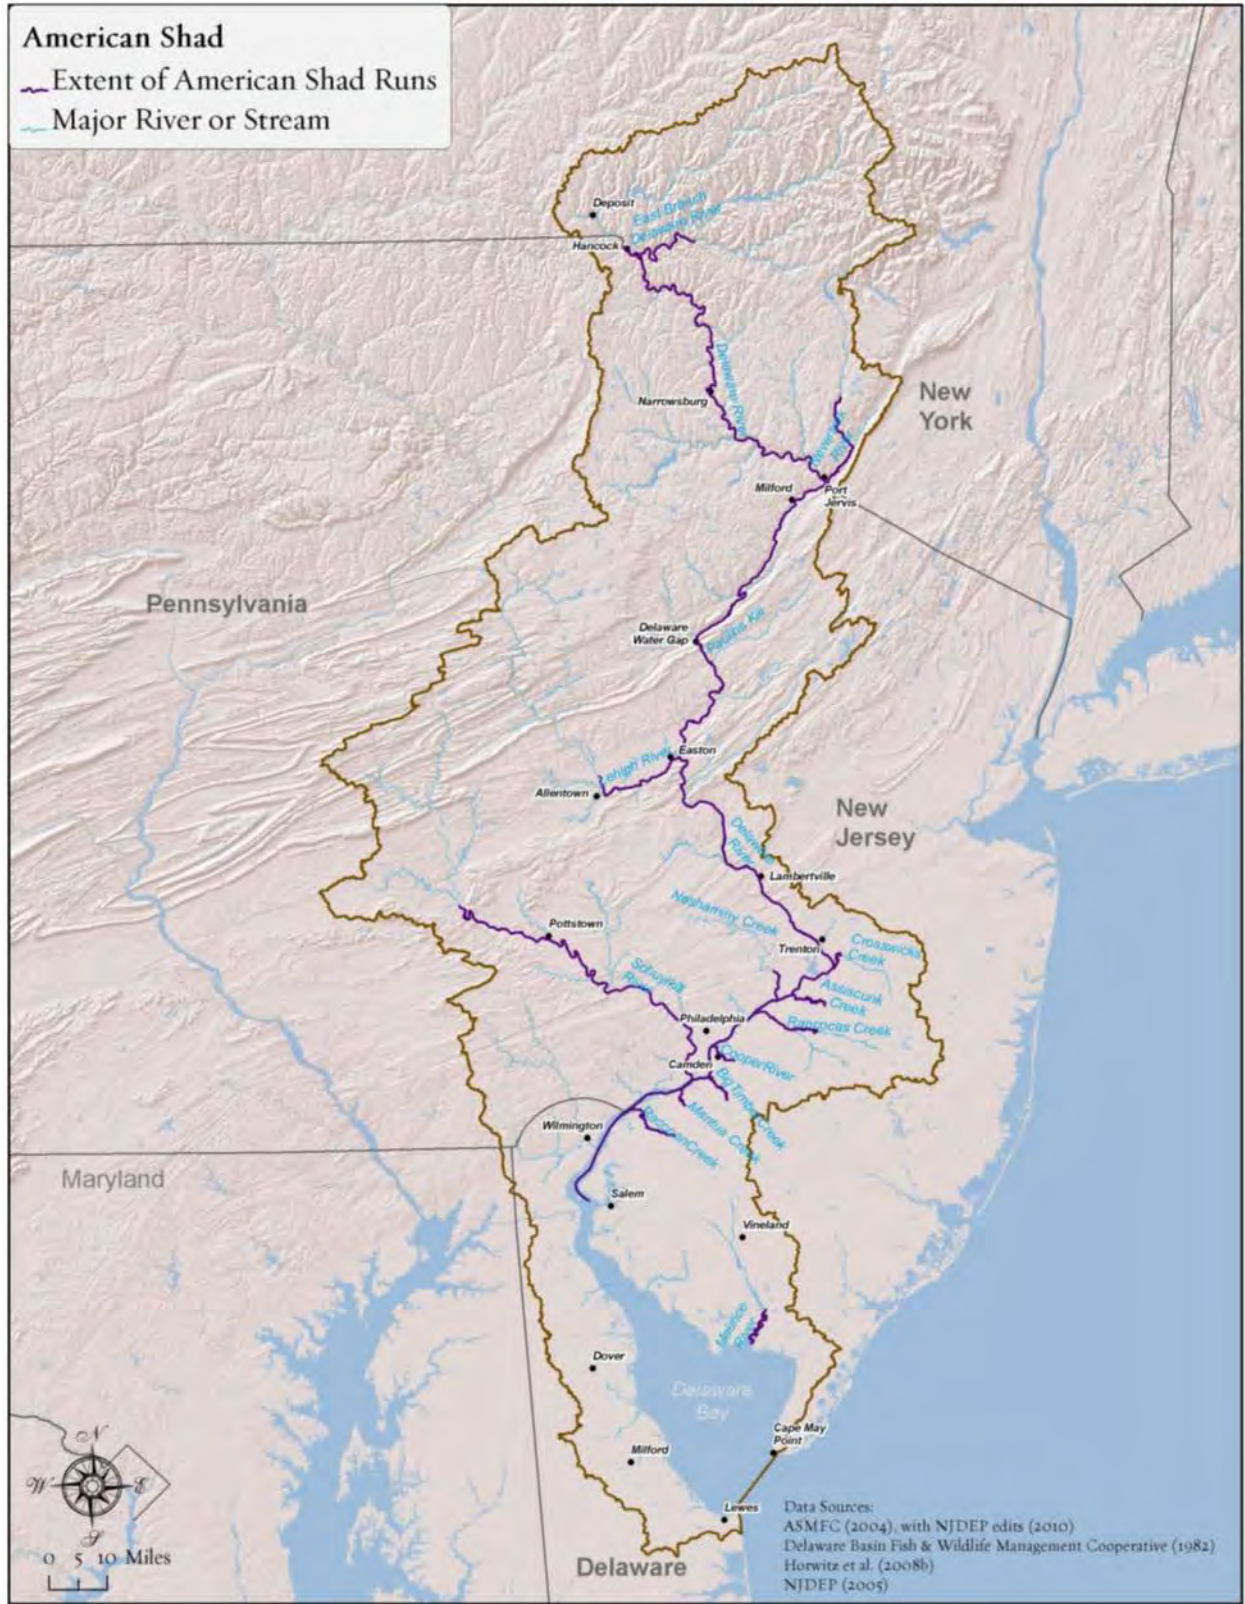 American Shad
Extent of American Shad Runs
Major River or Stream
Deposit
East Branch
Delaware River
Hancock
Delaware River
Narrowsburg
New
York
Neversink
River
Milford
Port
Jervis
Pennsylvania
Delaware
Water Gap
Paulins Kill
Easton
Lehigh River
Allentown
New
Jersey
Delaware
River
Lambertville
Neshaminy Creek
Pottstown
Trenton
Crosswicks
Creek
Schuylkill
River
Assiscunk
Creek
Philadelphia
Rancocas Creek
Camden
Cooper River
Big Timber Creek
Mantua Creek
Raccoon Creek
Wilmington
Maryland
Salem
Vineland
Maurice
River
Dover
Delaware
Bay
Cape May
Point
Milford
Lewes
Delaware
N
W
E
S
0 5 10 Miles
Data Sources:
ASMFC (2004), with NJDEP edits (2010)
Delaware Basin Fish & Wildlife Management Cooperative (1982)
Horwitz et al. (2008b)
NJDEP (2005)